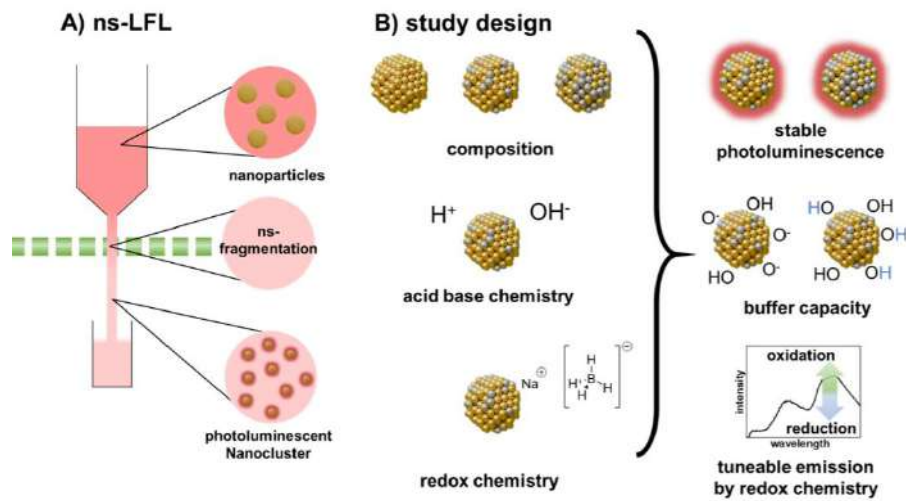 A) ns-LFL
nanoparticles
ns-
fragmentation
photoluminescent
Nanocluster
B) study design
composition
H⁺
OH⁻
acid base chemistry
Na
⊕
H
H
B
H
H
⊖
redox chemistry
stable
photoluminescence
O⁻
OH
O⁻
HO
O⁻
HO
OH
OH
HO
OH
buffer capacity
oxidation
intensity
reduction
wavelength
tuneable emission
by redox chemistry